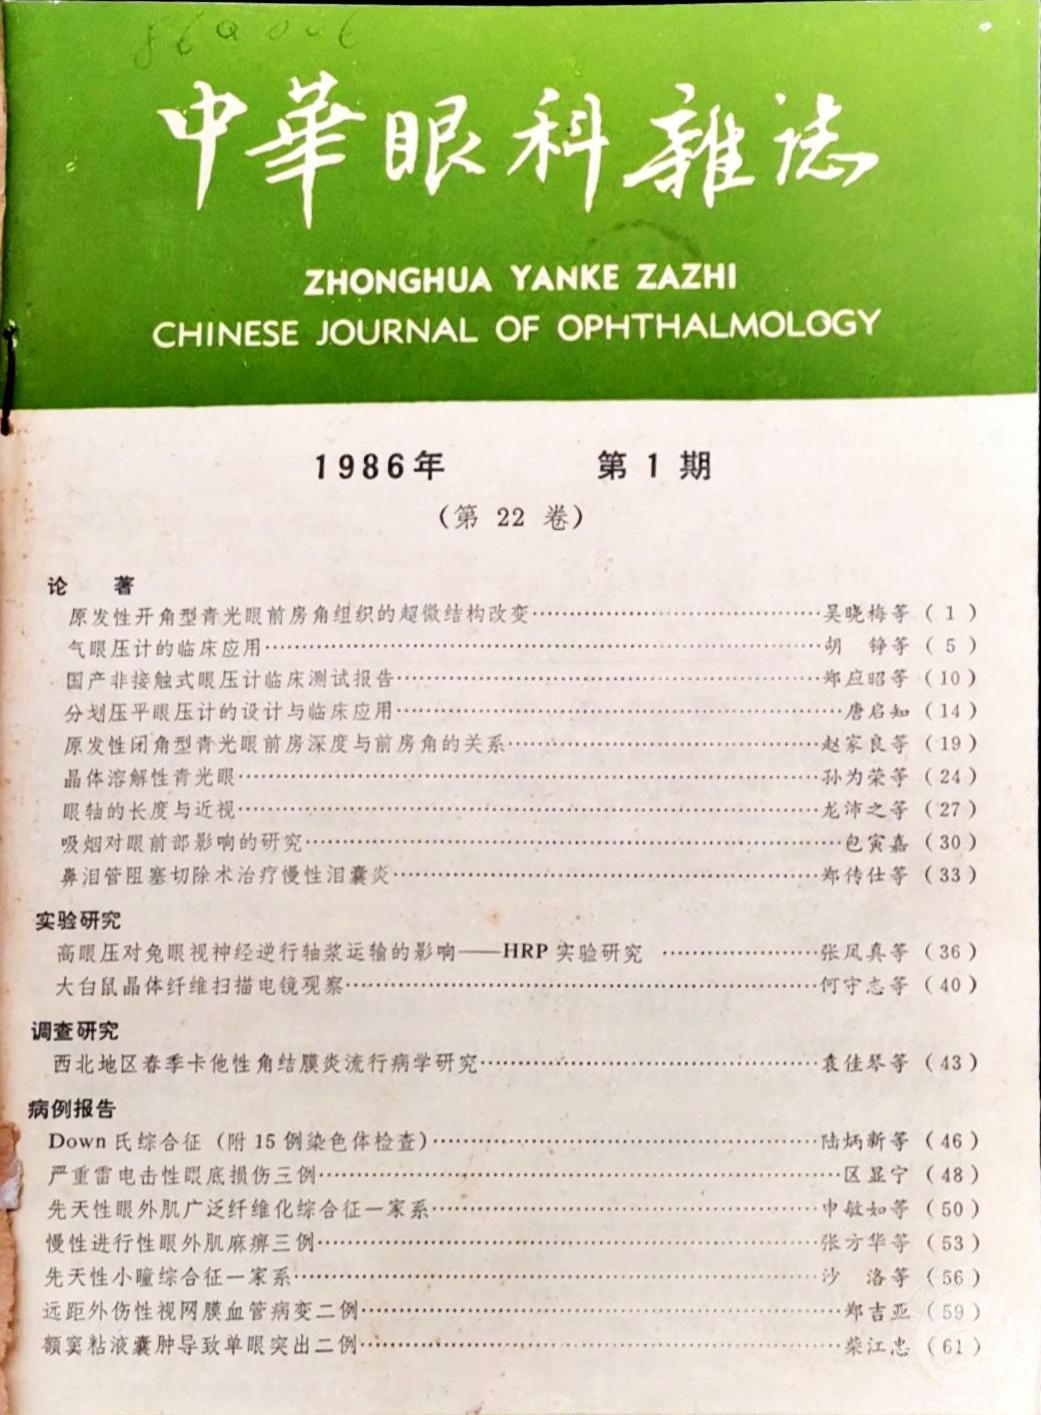 中華眼科雜誌
ZHONGHUA YANKE ZAZHI
CHINESE JOURNAL OF OPHTHALMOLOGY
1986年 第 1 期
（第 22 卷）
论 著
原发性开角型青光眼前房角组织的超微结构改变……………………………吴晓梅等（ 1 ）
气眼压计的临床应用……………………………胡 铮等（ 5 ）
国产非接触式眼压计临床测试报告……………………………郑应昭等（10）
分划压平眼压计的设计与临床应用……………………………唐启知（14）
原发性闭角型青光眼前房深度与前房角的关系……………………………赵家良等（19）
晶体溶解性青光眼……………………………孙为荣等（24）
眼轴的长度与近视……………………………龙沛之等（27）
吸烟对眼前部影响的研究……………………………包寅嘉（30）
鼻泪管阻塞切除术治疗慢性泪囊炎……………………………郑传仕等（33）
实验研究
高眼压对兔眼视神经逆行轴浆运输的影响——HRP 实验研究 …………………张凤真等（36）
大白鼠晶体纤维扫描电镜观察……………………………何守志等（40）
调查研究
西北地区春季卡他性角结膜炎流行病学研究……………………………袁佳琴等（43）
病例报告
Down 氏综合征（附 15 例染色体检查）……………………………陆炳新等（46）
严重雷电击性眼底损伤三例……………………………区显宁（48）
先天性眼外肌广泛纤维化综合征一家系……………………………申敏如等（50）
慢性进行性眼外肌麻痹三例……………………………张方华等（53）
先天性小瞳综合征一家系……………………………沙 洛等（56）
远距外伤性视网膜血管病变二例……………………………郑吉亚（59）
额窦粘液囊肿导致单眼突出二例……………………………柴江忠（61）